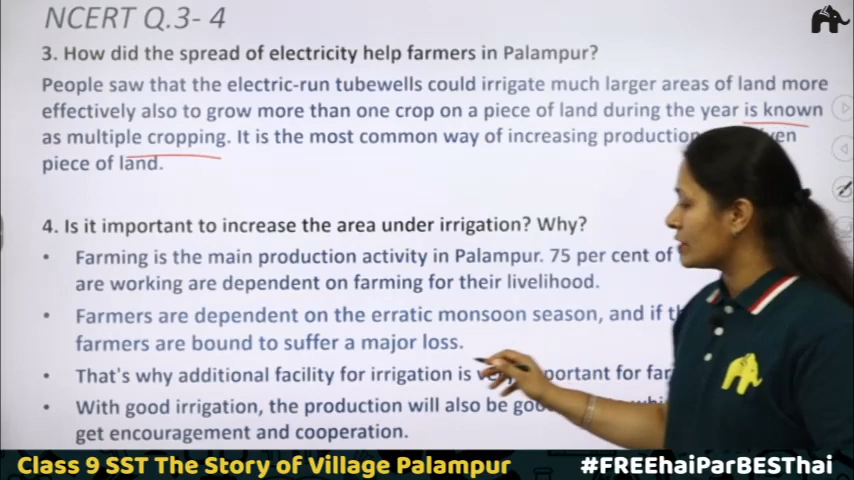 NCERT Q.3- 4
3. How did the spread of electricity help farmers in Palampur?
People saw that the electric-run tubewells could irrigate much larger areas of land more
effectively also to grow more than one crop on a piece of land during the year is known
as multiple cropping. It is the most common way of increasing production
piece of land.
4. Is it important to increase the area under irrigation? Why?
• Farming is the main production activity in Palampur. 75 per cent of
are working are dependent on farming for their livelihood.
• Farmers are dependent on the erratic monsoon season, and if
farmers are bound to suffer a major loss.
• That's why additional facility for irrigation is important for
• With good irrigation, the production will also be
get encouragement and cooperation.
Class 9 SST The Story of Village Palampur #FREEhaiParBESThai